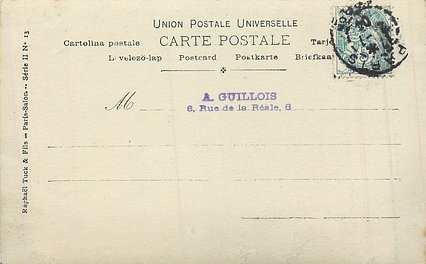 UNION POSTALE UNIVERSELLE
CARTE POSTALE
Cartolina postale
Levelező-lap Postcard Postkarte Briefkaart
M
A. GUILLOIS
6, Rue de la Réale, 6
Raphaël Tuck & Fils -- Paris-Salon -- Série II Nº 13